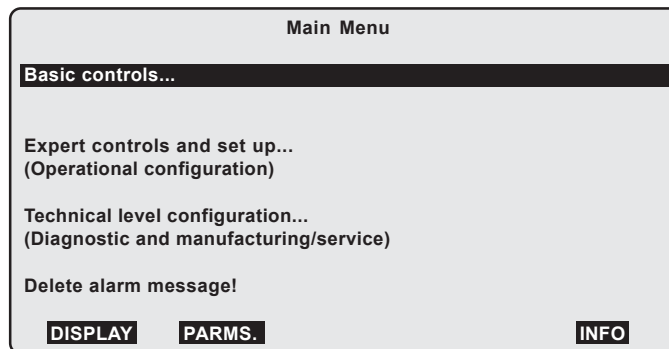 Main Menu
Basic controls...
Expert controls and set up...
(Operational configuration)
Technical level configuration...
(Diagnostic and manufacturing/service)
Delete alarm message!
DISPLAY PARMS. INFO